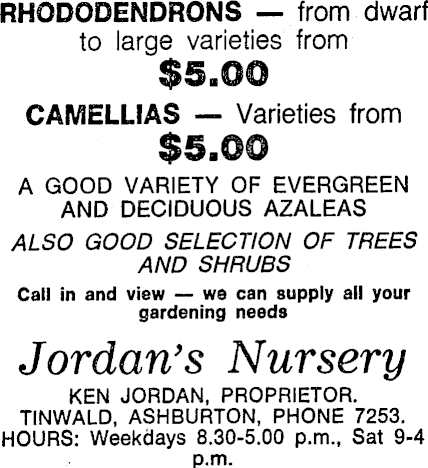 RHODODENDRONS — from dwarf
to large varieties from
$5.00
CAMELLIAS — Varieties from
$5.00
A GOOD VARIETY OF EVERGREEN
AND DECIDUOUS AZALEAS
ALSO GOOD SELECTION OF TREES
AND SHRUBS
Call in and view — we can supply all your
gardening needs
Jordan's Nursery
KEN JORDAN, PROPRIETOR.
TINWALD, ASHBURTON, PHONE 7253.
HOURS: Weekdays 8.30-5.00 p.m., Sat 9-4
p.m.